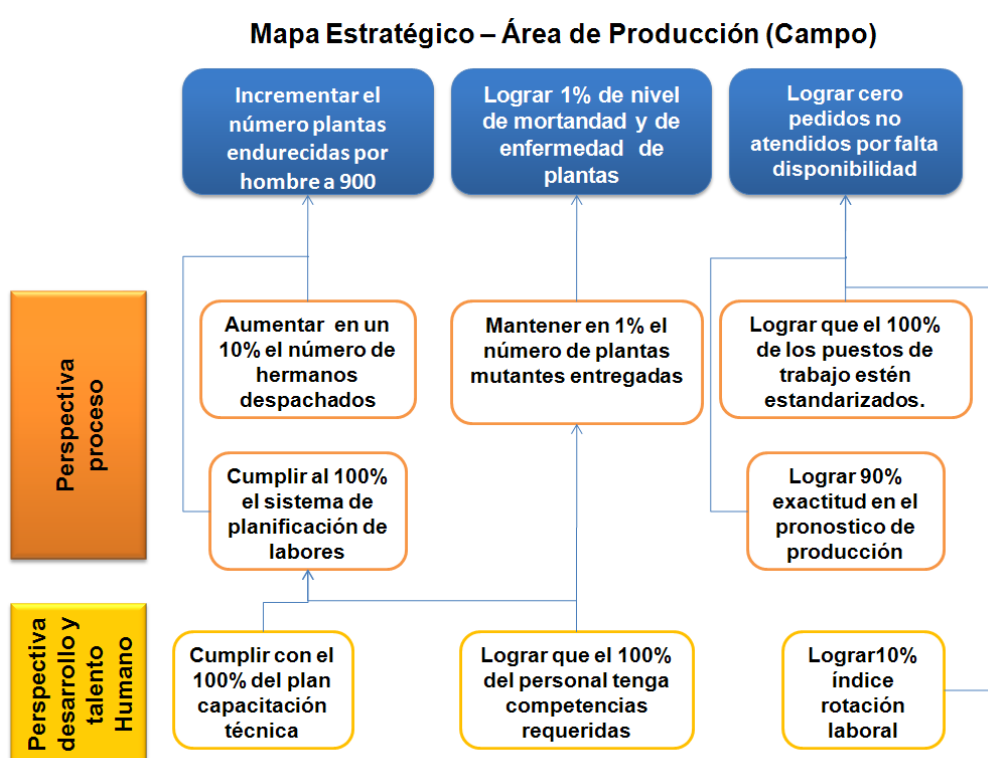 Mapa Estratégico – Área de Producción (Campo)
Incrementar el
número plantas
endurecidas por
hombre a 900
Lograr 1% de nivel
de mortandad y de
enfermedad de
plantas
Lograr cero
pedidos no
atendidos por falta
disponibilidad
Perspectiva
proceso
Aumentar en un
10% el número de
hermanos
despachados
Mantener en 1% el
número de plantas
mutantes entregadas
Lograr que el 100%
de los puestos de
trabajo estén
estandarizados.
Cumplir al 100%
el sistema de
planificación de
labores
Lograr 90%
exactitud en el
pronostico de
producción
Perspectiva
desarrollo y
talento
Humano
Cumplir con el
100% del plan
capacitación
técnica
Lograr que el 100%
del personal tenga
competencias
requeridas
Lograr10%
índice
rotación
laboral